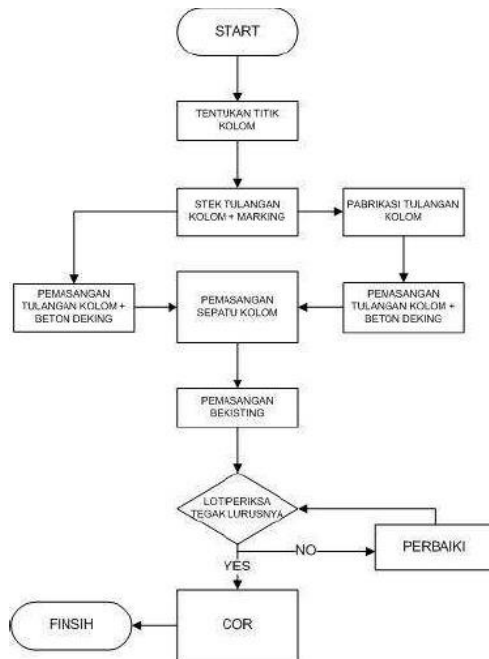 START
TENTUKAN TITIK
KOLOM
STEK TULANGAN
KOLOM + MARKING
PABRIKASI TULANGAN
KOLOM
PEMASANGAN
TULANGAN KOLOM +
BETON DEKING
PEMASANGAN
SEPATU KOLOM
PEMASANGAN
TULANGAN KOLOM +
BETON DEKING
PEMASANGAN
BEKISTING
LOT/PERIKSA
TEGAK LURUSNYA
NO
PERBAIKI
YES
COR
FINSIH